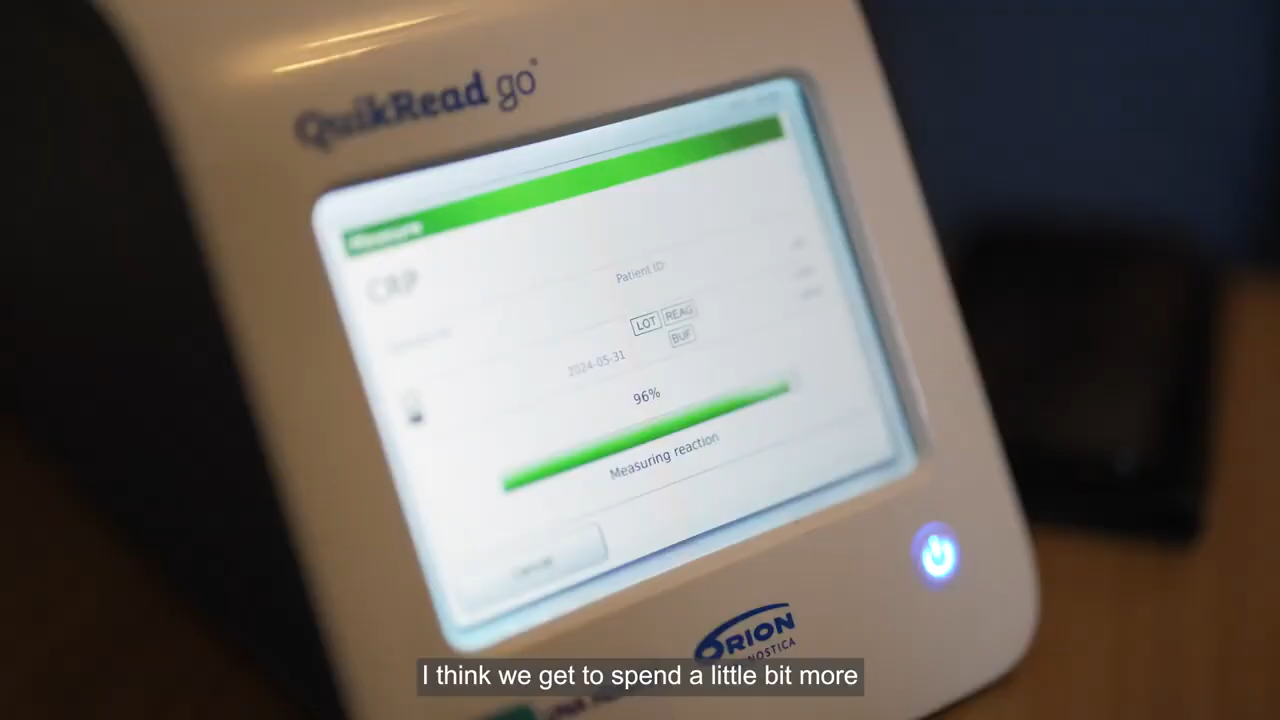 QuikRead go
Measure
CRP
Patient ID
LOT REAG
BUF
2024-05-31
96%
Measuring reaction
ORION
I think we get to spend a little bit more